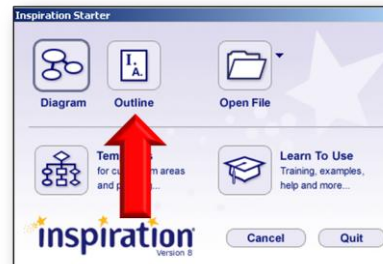 Inspiration Starter
I.
A.
Diagram Outline Open File
Learn To Use
for areas Training, examples,
and help and more...
inspiration
Version 8
Cancel Quit